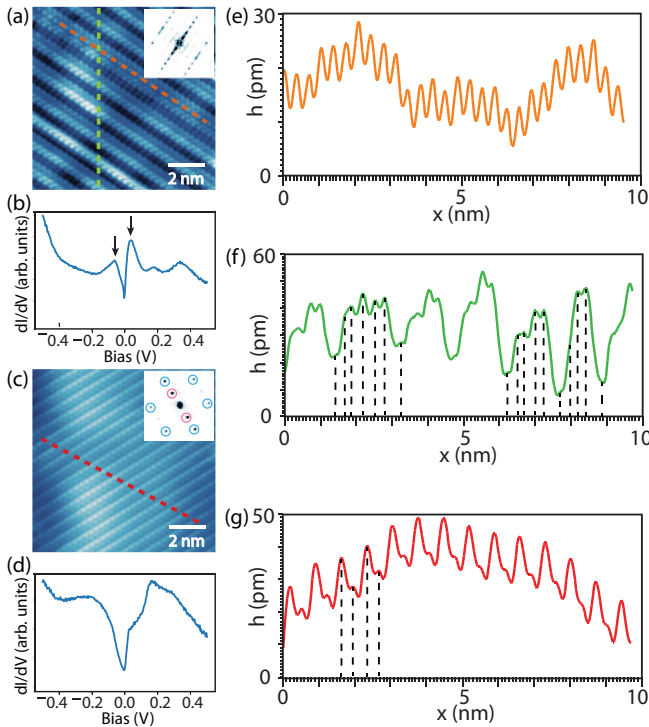 (a)
2 nm
(b)
dI/dV (arb. units)
−0.4 −0.2 0.0 0.2 0.4
Bias (V)
(c)
2 nm
(d)
dI/dV (arb. units)
−0.4 −0.2 0.0 0.2 0.4
Bias (V)
(e)
30
h (pm)
0
0 5 10
x (nm)
(f)
60
h (pm)
0
0 5 10
x (nm)
(g)
50
h (pm)
0
0 5 10
x (nm)